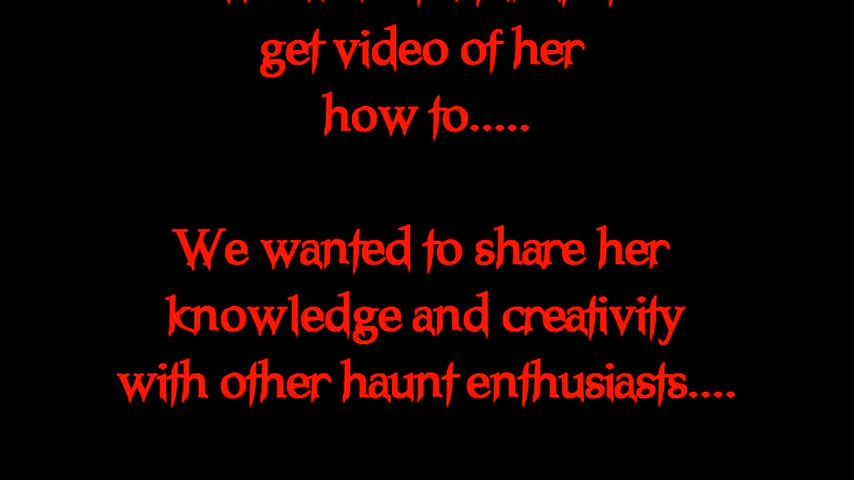 get video of her
how to.....
We wanted to share her
knowledge and creativity
with other haunt enthusiasts....